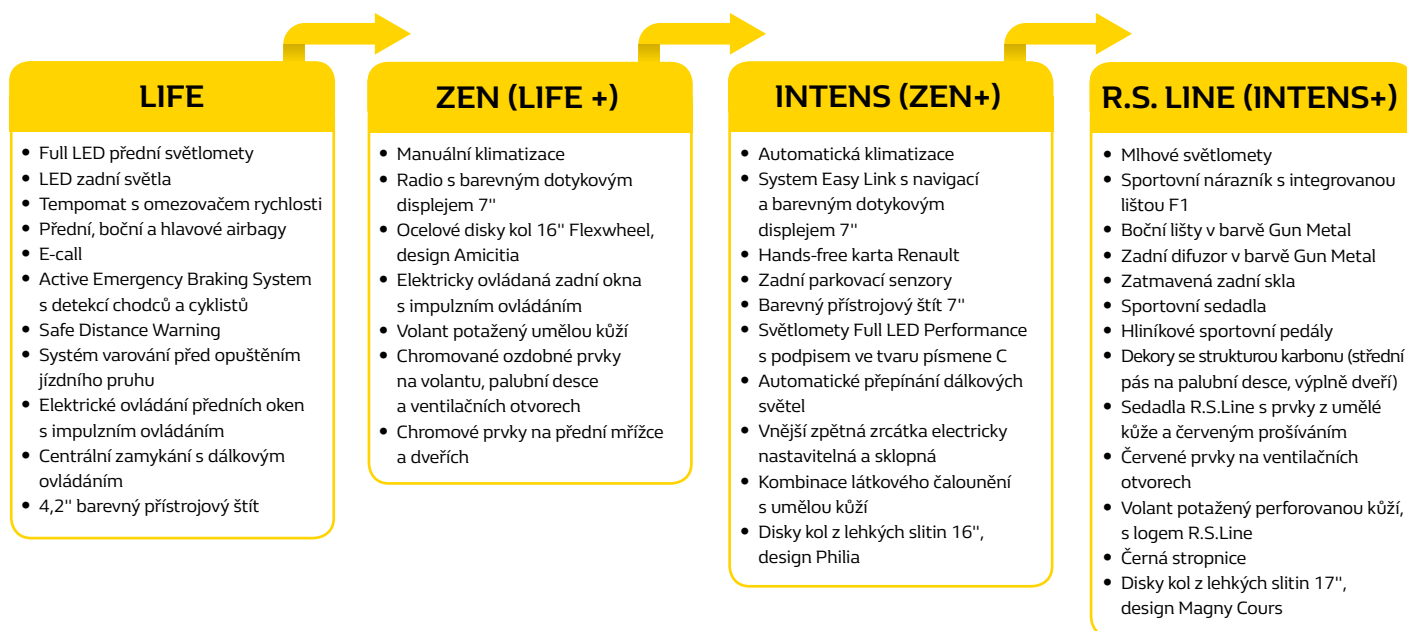 LIFE
• Full LED přední světlomety
• LED zadní světla
• Tempomat s omezovačem rychlosti
• Přední, boční a hlavové airbagy
• E-call
• Active Emergency Braking System
s detekcí chodců a cyklistů
• Safe Distance Warning
• Systém varování před opuštěním
jízdního pruhu
• Elektrické ovládání předních oken
s impulzním ovládáním
• Centrální zamykání s dálkovým
ovládáním
• 4,2" barevný přístrojový štít
ZEN (LIFE +)
• Manuální klimatizace
• Radio s barevným dotykovým
displejem 7"
• Ocelové disky kol 16" Flexwheel,
design Amicitia
• Elektricky ovládaná zadní okna
s impulzním ovládáním
• Volant potažený umělou kůží
• Chromované ozdobné prvky
na volantu, palubní desce
a ventilačních otvorech
• Chromové prvky na přední mřížce
a dveřích
INTENS (ZEN+)
• Automatická klimatizace
• System Easy Link s navigací
a barevným dotykovým
displejem 7"
• Hands-free karta Renault
• Zadní parkovací senzory
• Barevný přístrojový štít 7"
• Světlomety Full LED Performance
s podpisem ve tvaru písmene C
• Automatické přepínání dálkových
světel
• Vnější zpětná zrcátka electricky
nastavitelná a sklopná
• Kombinace látkového čalounění
s umělou kůží
• Disky kol z lehkých slitin 16",
design Philia
R.S. LINE (INTENS+)
• Mlhové světlomety
• Sportovní nárazník s integrovanou
lištou F1
• Boční lišty v barvě Gun Metal
• Zadní difuzor v barvě Gun Metal
• Zatmavená zadní skla
• Sportovní sedadla
• Hliníkové sportovní pedály
• Dekory se strukturou karbonu (střední
pás na palubní desce, výplně dveří)
• Sedadla R.S.Line s prvky z umělé
kůže a červeným prošíváním
• Červené prvky na ventilačních
otvorech
• Volant potažený perforovanou kůží,
s logem R.S.Line
• Černá stropnice
• Disky kol z lehkých slitin 17",
design Magny Cours